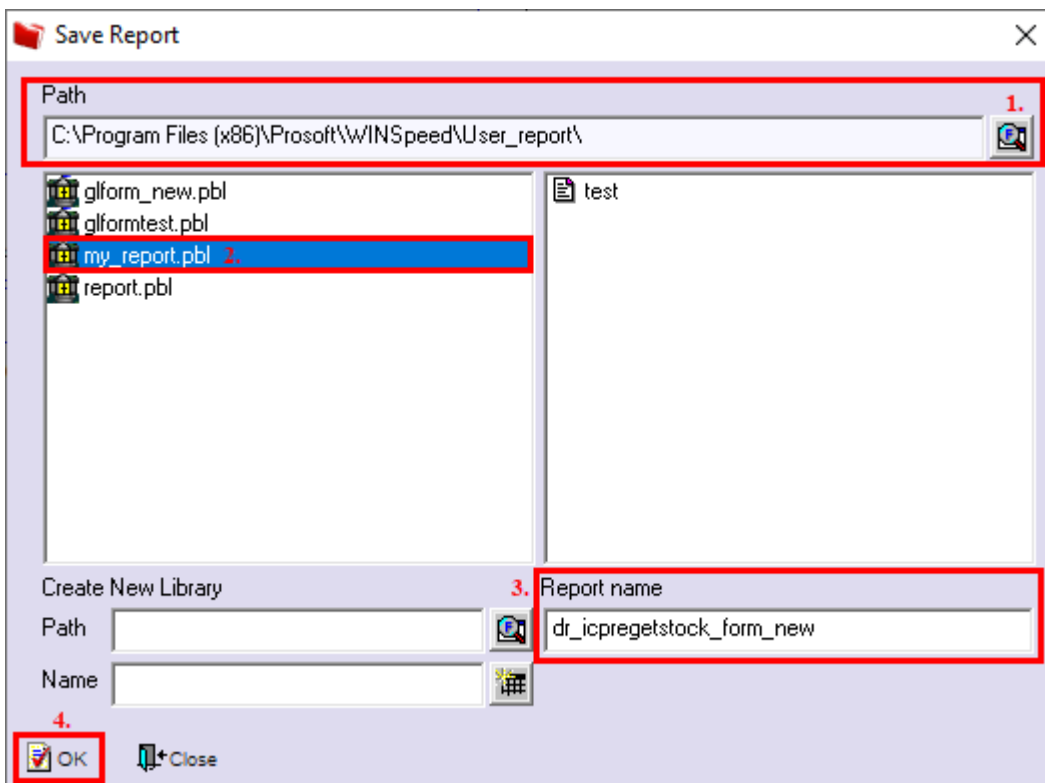 Save Report
Path
1.
C:\Program Files (x86)\Prosoft\WINSpeed\User_report\
glform_new.pbl
glformtest.pbl
my_report.pbl 2.
report.pbl
test
Create New Library
3. Report name
Path
dr_icpregetstock_form_new
Name
4.
OK
Close